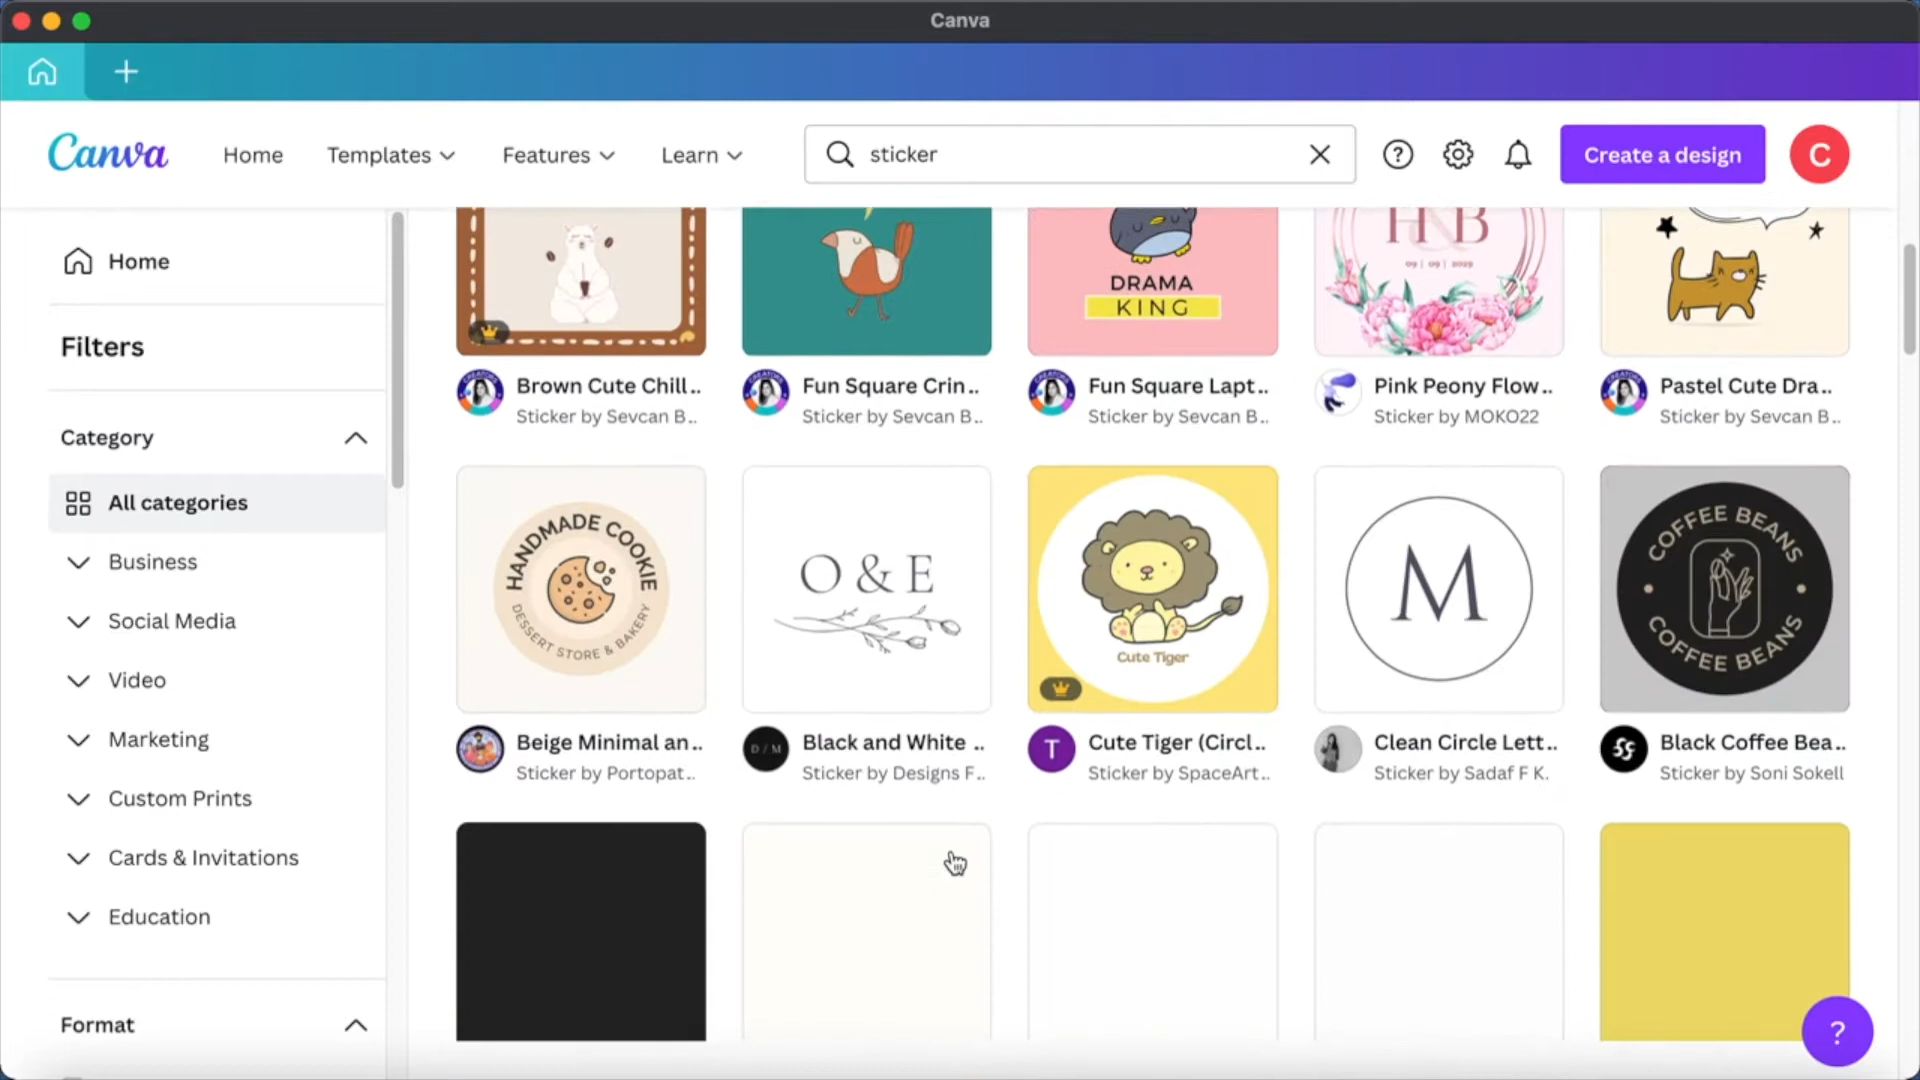 Canva
Canva
Home
Templates
Features
Learn
sticker
Create a design
C
Home
Filters
Category
All categories
Business
Social Media
Video
Marketing
Custom Prints
Cards & Invitations
Education
Format
DRAMA
KING
H&B
09 | 09 | 2029
Brown Cute Chill..
Sticker by Sevcan B..
Fun Square Crin..
Sticker by Sevcan B..
Fun Square Lapt..
Sticker by Sevcan B..
Pink Peony Flow..
Sticker by MOKO22
Pastel Cute Dra..
Sticker by Sevcan B..
HANDMADE COOKIE
DESSERT STORE & BAKERY
O & E
Cute Tiger
M
COFFEE BEANS
COFFEE BEANS
Beige Minimal an..
Sticker by Portopat..
D / M
Black and White ..
Sticker by Designs F..
T
Cute Tiger (Circl..
Sticker by SpaceArt..
Clean Circle Lett..
Sticker by Sadaf F K.
Black Coffee Bea..
Sticker by Soni Sokell
?